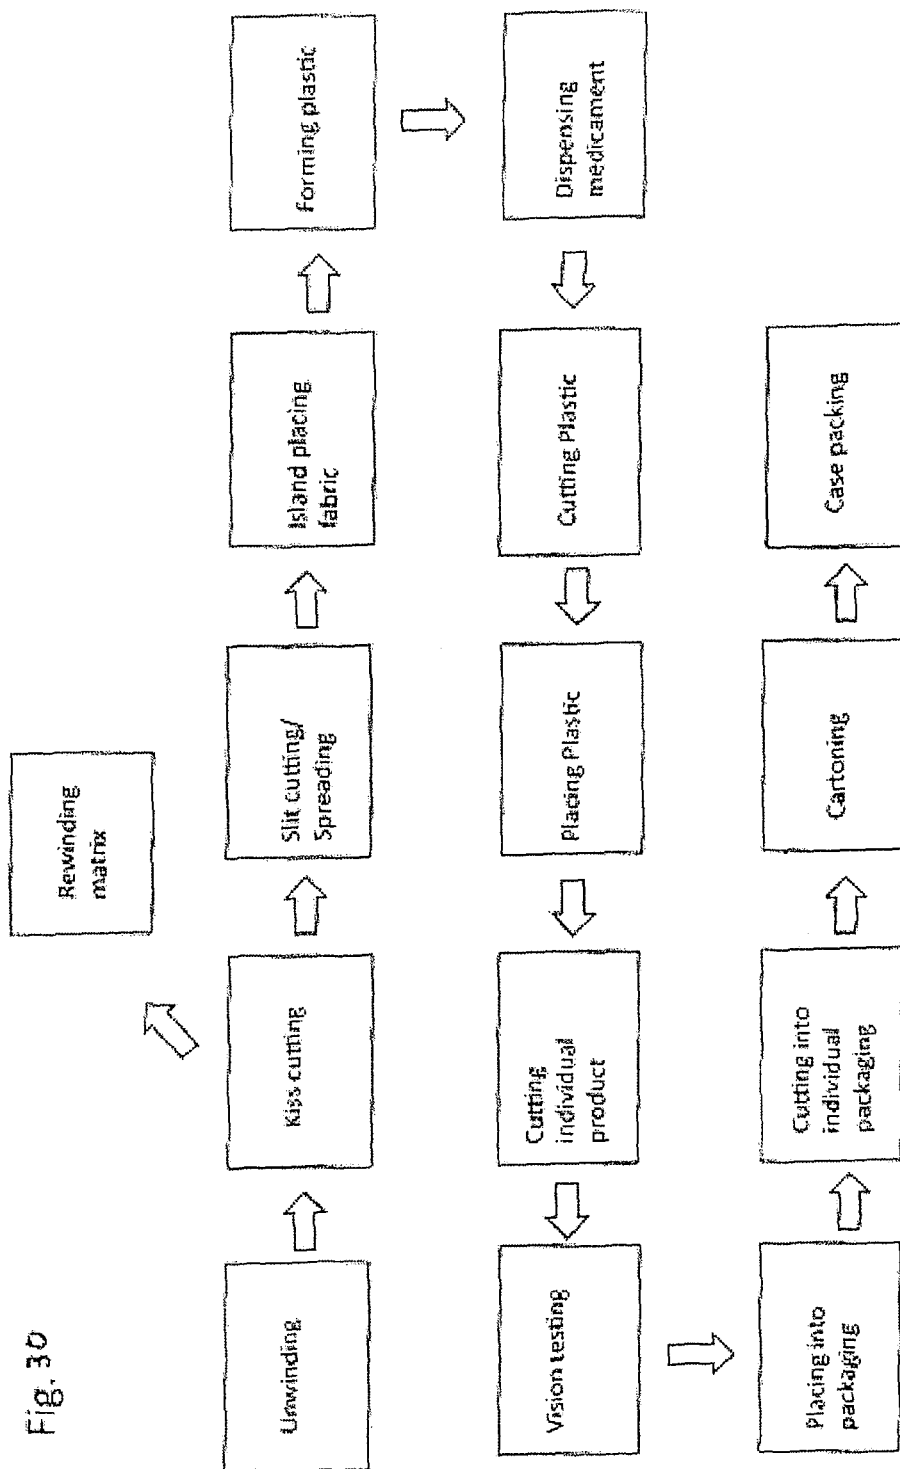 Fig. 30
Rewinding
matrix
Unwinding
Kiss cutting
Slit cutting/
Spreading
Island placing
fabric
Forming plastic
Dispensing
medicament
Cutting Plastic
Placing Plastic
Cutting
individual
product
Vision testing
Placing into
packaging
Cutting into
individual
packaging
Cartoning
Case packing